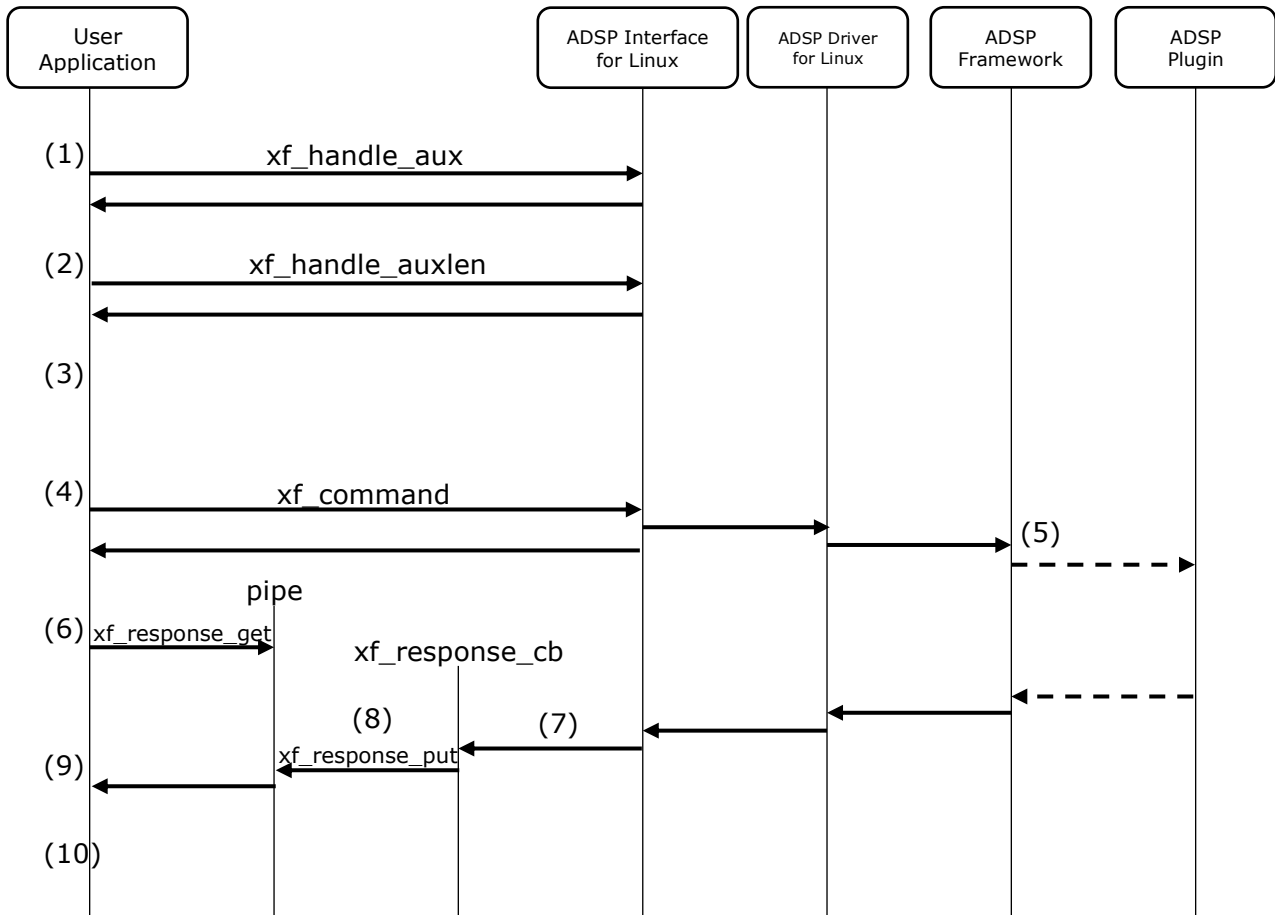 User
Application
ADSP Interface
for Linux
ADSP Driver
for Linux
ADSP
Framework
ADSP
Plugin
(1)
xf_handle_aux
(2)
xf_handle_auxlen
(3)
(4)
xf_command
(5)
pipe
(6)
xf_response_get
xf_response_cb
(7)
(8)
xf_response_put
(9)
(10)